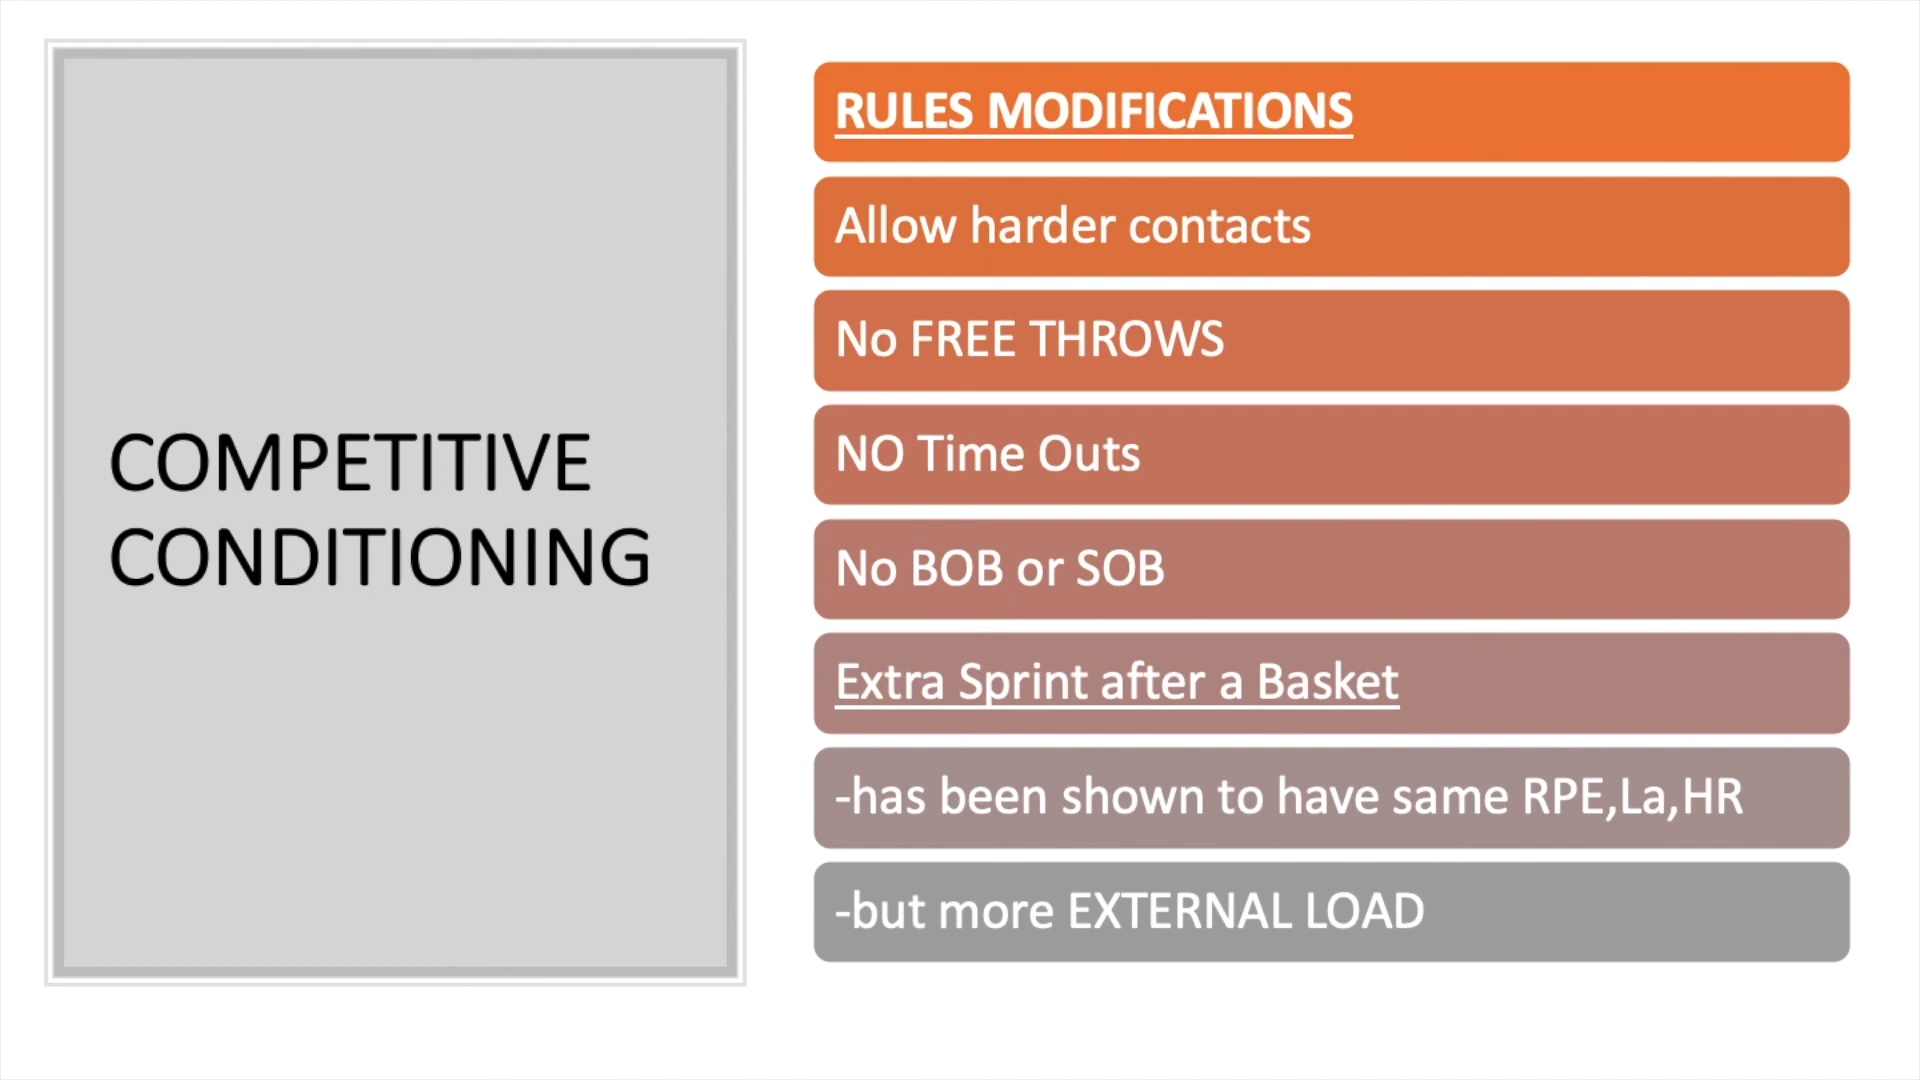 COMPETITIVE
CONDITIONING
RULES MODIFICATIONS
Allow harder contacts
No FREE THROWS
NO Time Outs
No BOB or SOB
Extra Sprint after a Basket
-has been shown to have same RPE,La,HR
-but more EXTERNAL LOAD